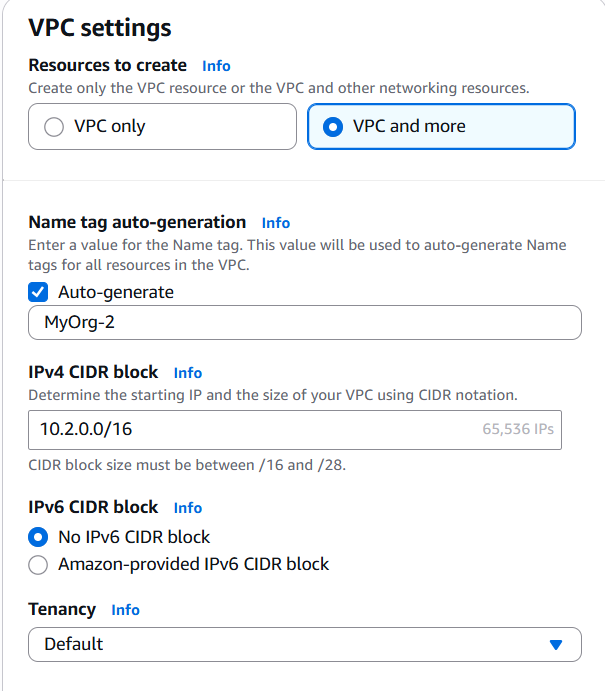 VPC settings
Resources to create Info
Create only the VPC resource or the VPC and other networking resources.
VPC only
VPC and more
Name tag auto-generation Info
Enter a value for the Name tag. This value will be used to auto-generate Name
tags for all resources in the VPC.
Auto-generate
MyOrg-2
IPv4 CIDR block Info
Determine the starting IP and the size of your VPC using CIDR notation.
10.2.0.0/16 65,536 IPs
CIDR block size must be between /16 and /28.
IPv6 CIDR block Info
No IPv6 CIDR block
Amazon-provided IPv6 CIDR block
Tenancy Info
Default